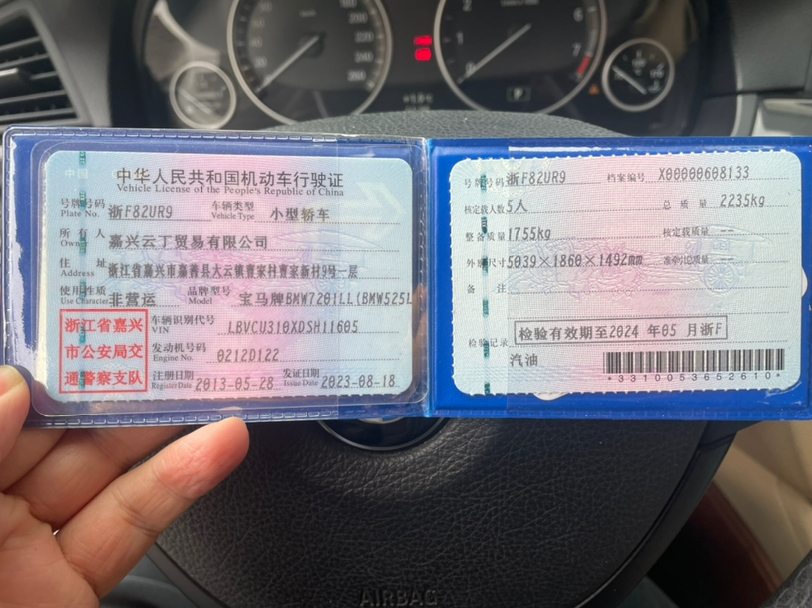 中华人民共和国机动车行驶证
Vehicle License of the People's Republic of China
号牌号码 浙F82UR9 车辆类型 小型轿车
Plate No. Vehicle Type
所有人 嘉兴云丁贸易有限公司
Owner
住址 浙江省嘉兴市嘉善县大云镇曹家村曹家新村9号一层
Address
使用性质 非营运 品牌型号 宝马牌BMW7201LL(BMW525L
Use Character Model
浙江省嘉兴
市公安局交
通警察支队
车辆识别代号 LBVCU310XDSH11605
VIN
发动机号码 0212D122
Engine No.
注册日期 2013-05-28 发证日期 2023-08-18
Register Date Issue Date
号牌号码 浙F82UR9 档案编号 X00000608133
核定载人数 5人 总质量 2235kg
整备质量 1755kg 核定载质量 --
外廓尺寸 5039×1860×1492mm 准牵引总质量 --
备注
检验记录 检验有效期至2024 年05 月浙F
汽油
*3310053652610*
AIRBAG